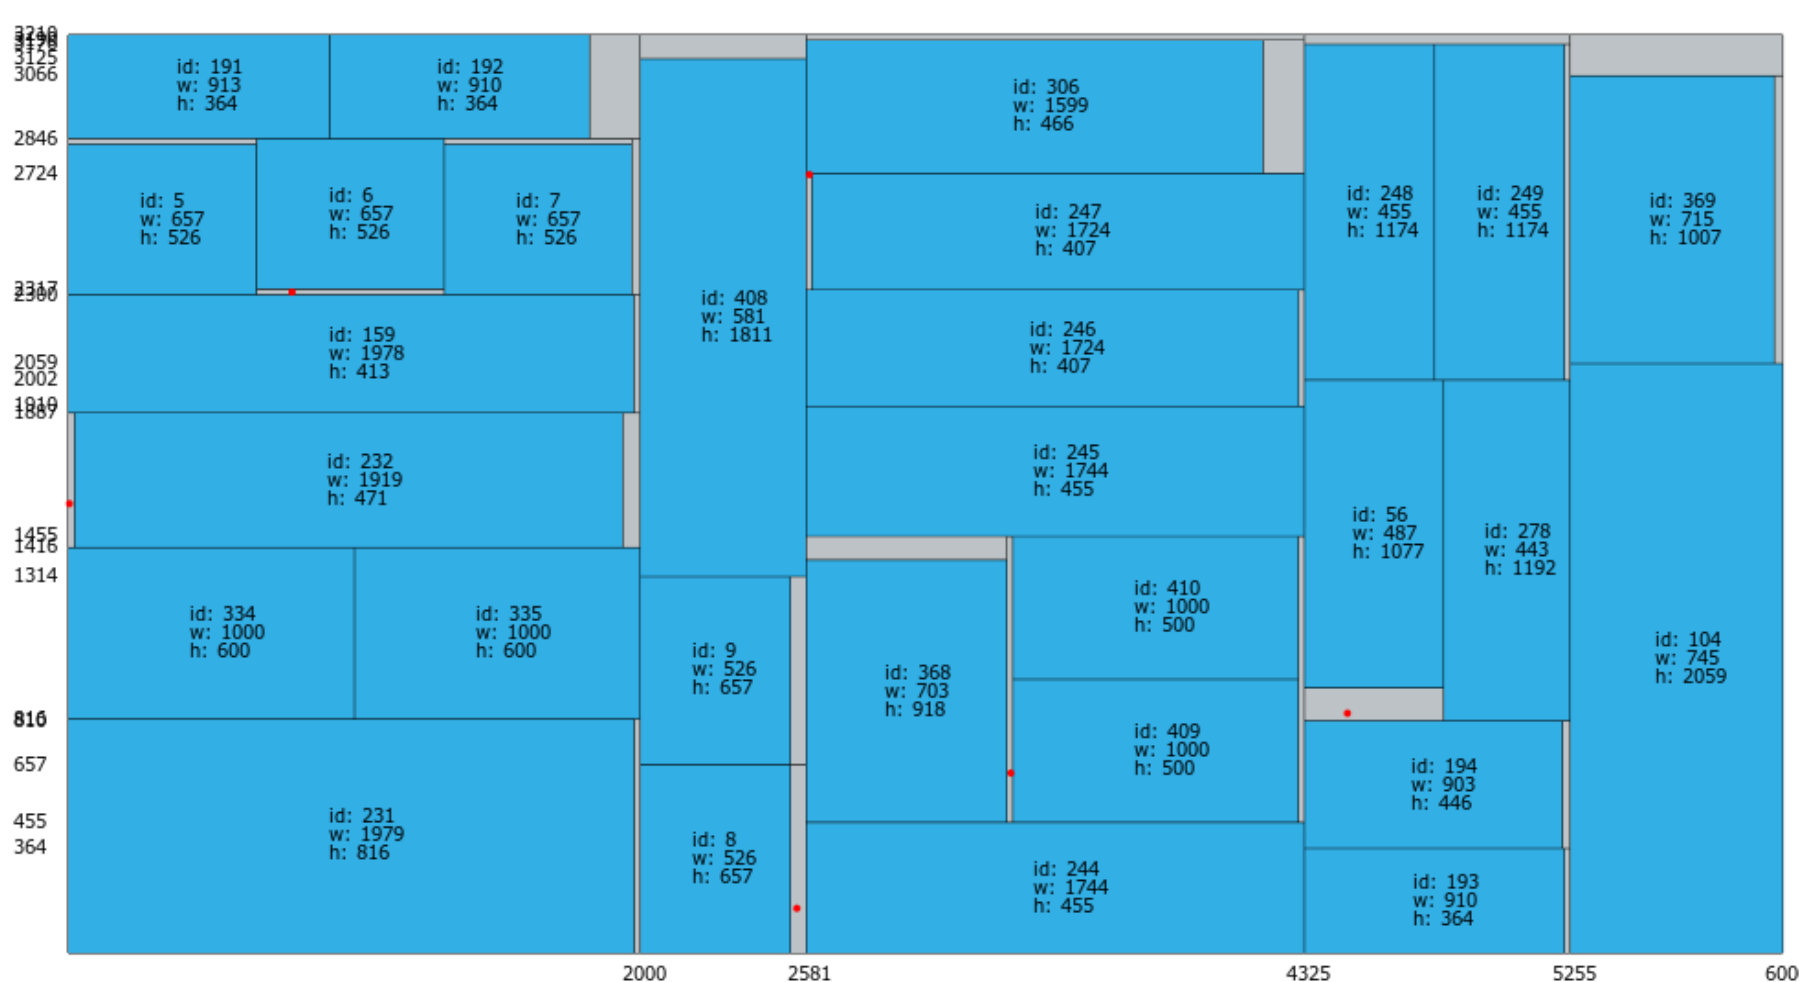 3125
3066
id: 191
w: 913
h: 364
id: 192
w: 910
h: 364
id: 306
w: 1599
h: 466
2846
2724
id: 5
w: 657
h: 526
id: 6
w: 657
h: 526
id: 7
w: 657
h: 526
id: 247
w: 1724
h: 407
id: 248
w: 455
h: 1174
id: 249
w: 455
h: 1174
id: 369
w: 715
h: 1007
2317
2300
id: 408
w: 581
h: 1811
id: 159
w: 1978
h: 413
id: 246
w: 1724
h: 407
2059
2002
1919
1887
id: 232
w: 1919
h: 471
id: 245
w: 1744
h: 455
id: 56
w: 487
h: 1077
id: 278
w: 443
h: 1192
1455
1416
1314
id: 334
w: 1000
h: 600
id: 335
w: 1000
h: 600
id: 9
w: 526
h: 657
id: 368
w: 703
h: 918
id: 410
w: 1000
h: 500
id: 104
w: 745
h: 2059
816
657
id: 409
w: 1000
h: 500
id: 194
w: 903
h: 446
455
364
id: 231
w: 1979
h: 816
id: 8
w: 526
h: 657
id: 244
w: 1744
h: 455
id: 193
w: 910
h: 364
2000 2581 4325 5255 600